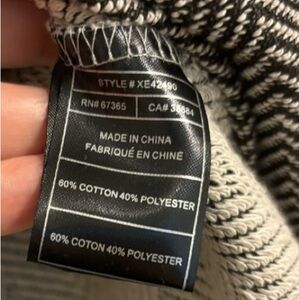 STYLE # XE42490
RN# 67365 CA# 38684
MADE IN CHINA
FABRIQUÉ EN CHINE
60% COTTON 40% POLYESTER
60% COTON 40% POLYESTER